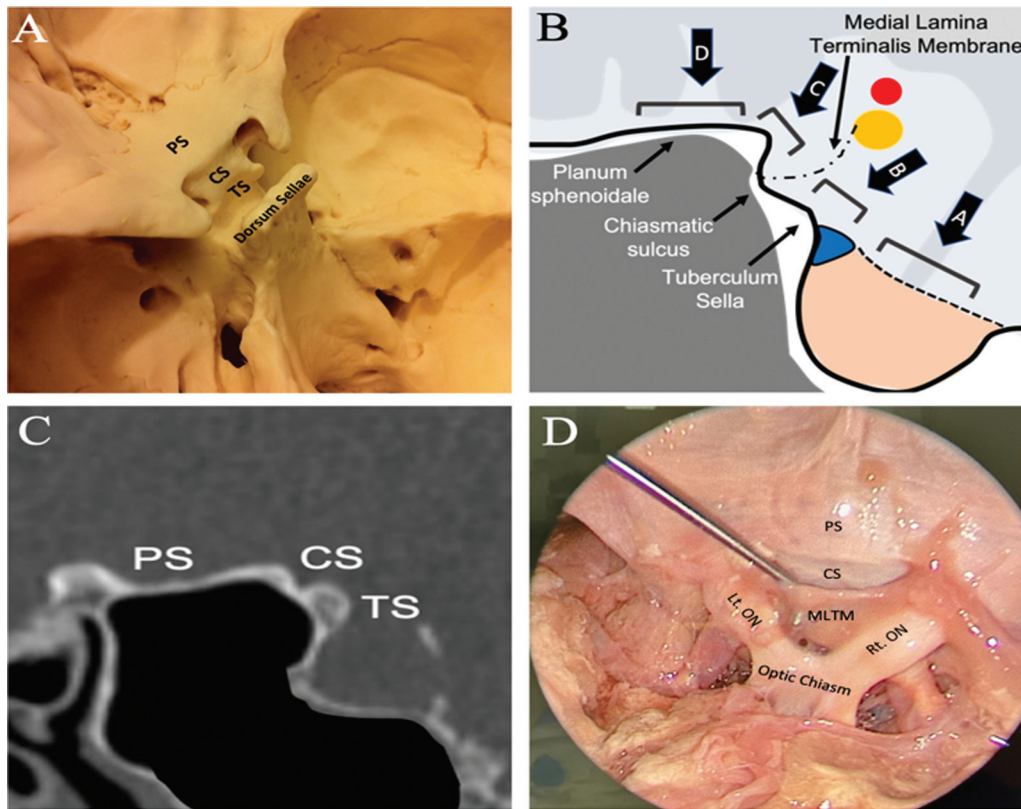 A
PS
CS
TS
Dorsum Sellae
B
Medial Lamina
Terminalis Membrane
D
C
B
A
Planum
sphenoidale
Chiasmatic
sulcus
Tuberculum
Sella
C
PS
CS
TS
D
PS
CS
Lt. ON
MLTM
Rt. ON
Optic Chiasm